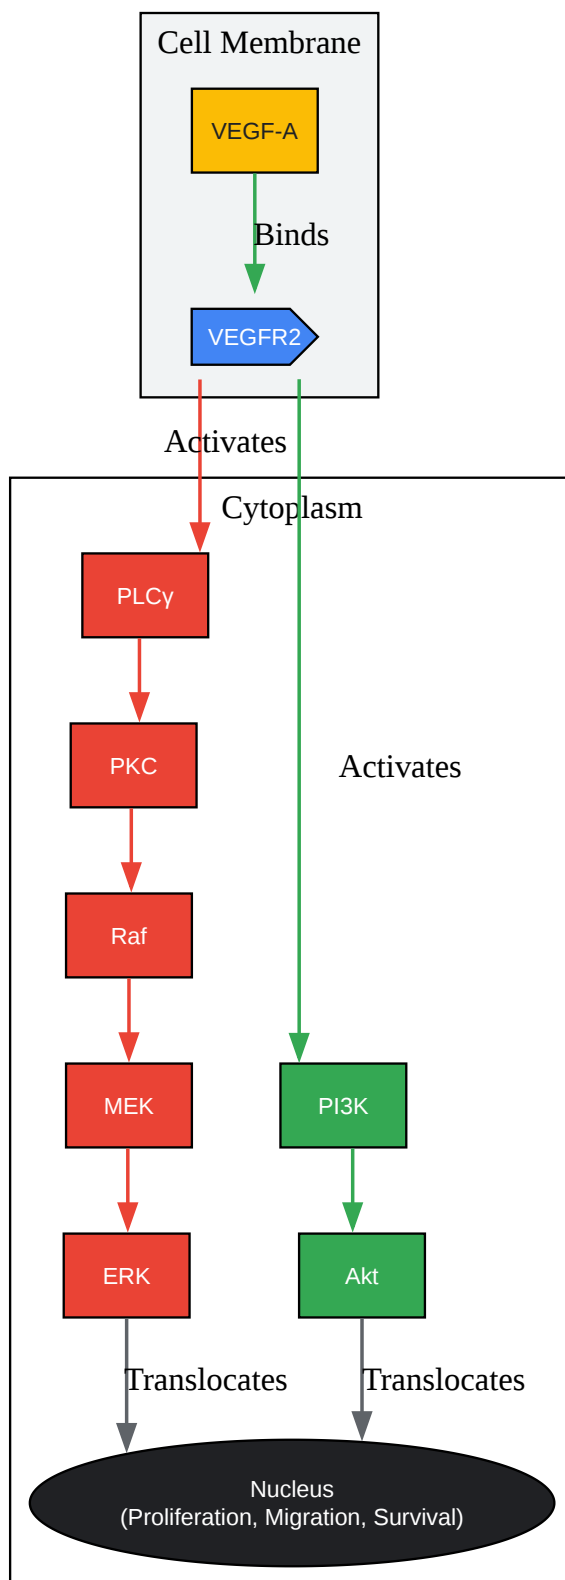 Cell Membrane
VEGF-A
Binds
VEGFR2
Activates
Cytoplasm
PLCγ
PKC
Activates
Raf
MEK
PI3K
ERK
Akt
Translocates
Translocates
Nucleus
(Proliferation, Migration, Survival)